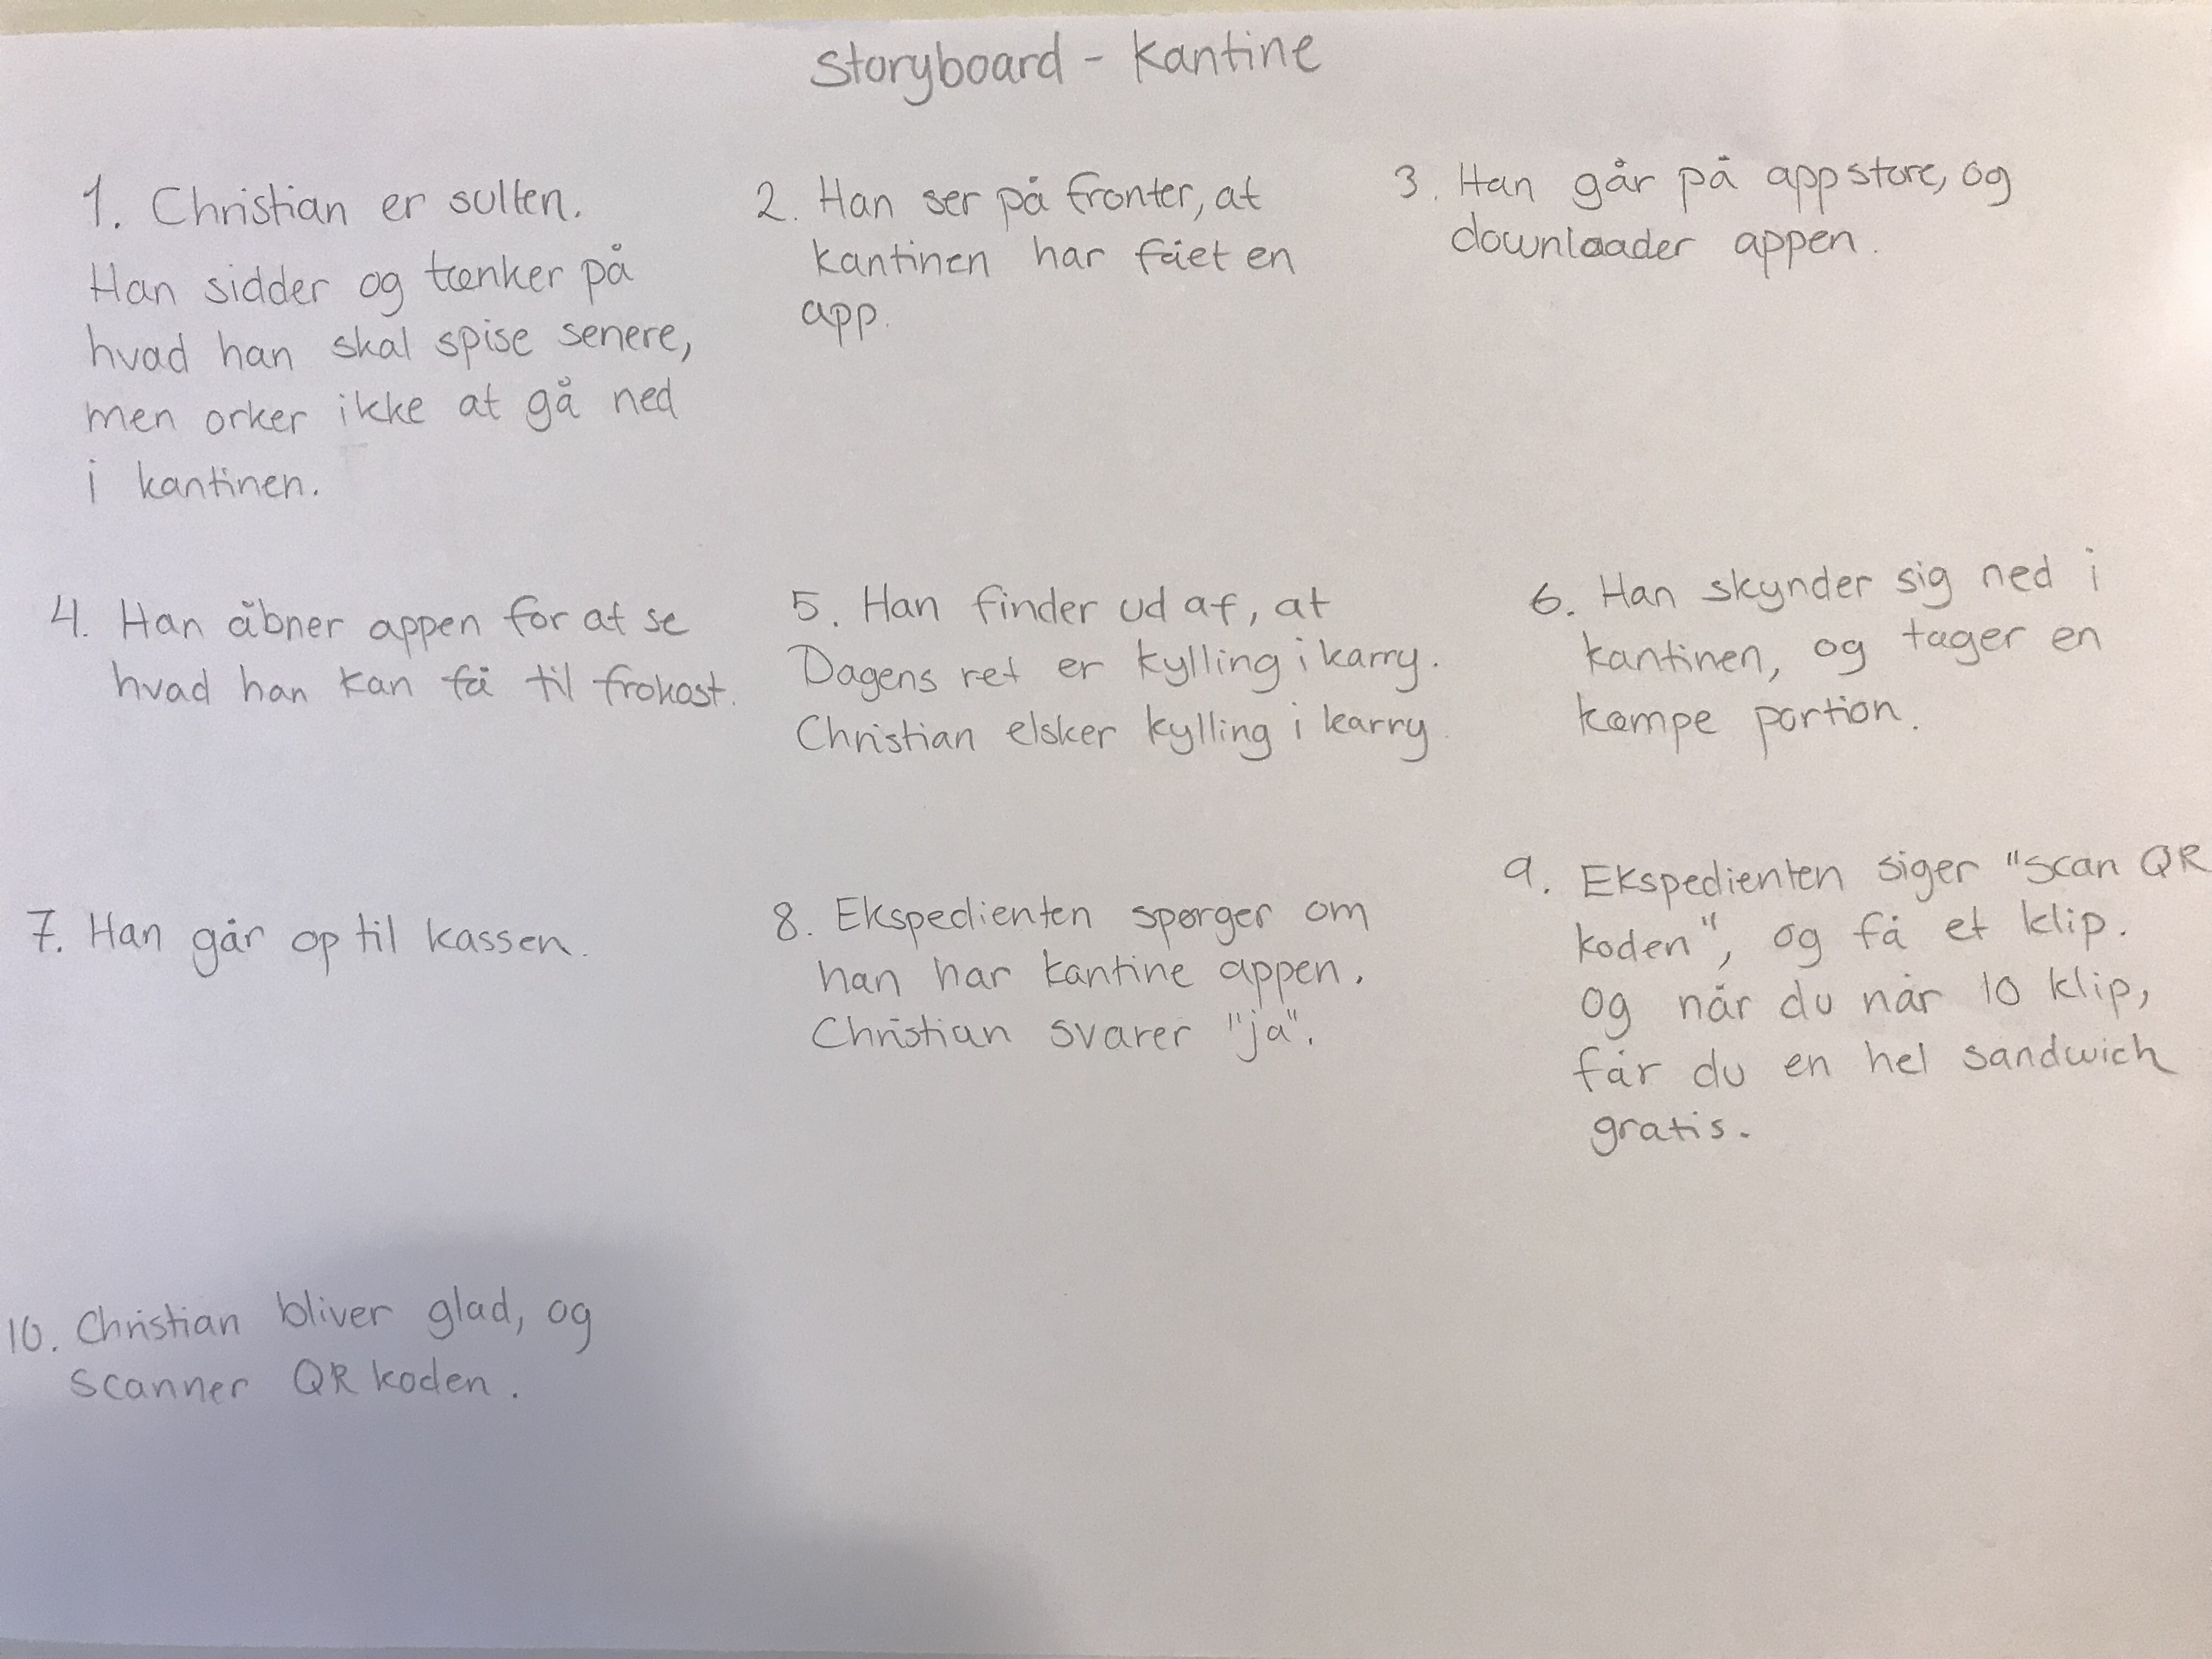 Storyboard - Kantine
1. Christian er sulten.
Han sidder og tænker på
hvad han skal spise senere,
men orker ikke at gå ned
i kantinen.
2. Han ser på fronter, at
kantinen har fået en
app.
3. Han går på appstore, og
downloader appen.
4. Han åbner appen for at se
hvad han kan få til frokost.
5. Han finder ud af, at
Dagens ret er kylling i karry.
Christian elsker kylling i karry
6. Han skynder sig ned i
kantinen, og tager en
kæmpe portion.
7. Han går op til kassen.
8. Ekspedienten spørger om
han har kantine appen.
Christian svarer "ja".
9. Ekspedienten siger "scan QR
koden", og få et klip.
og når du når 10 klip,
får du en hel sandwich
gratis.
10. Christian bliver glad, og
scanner QR koden.